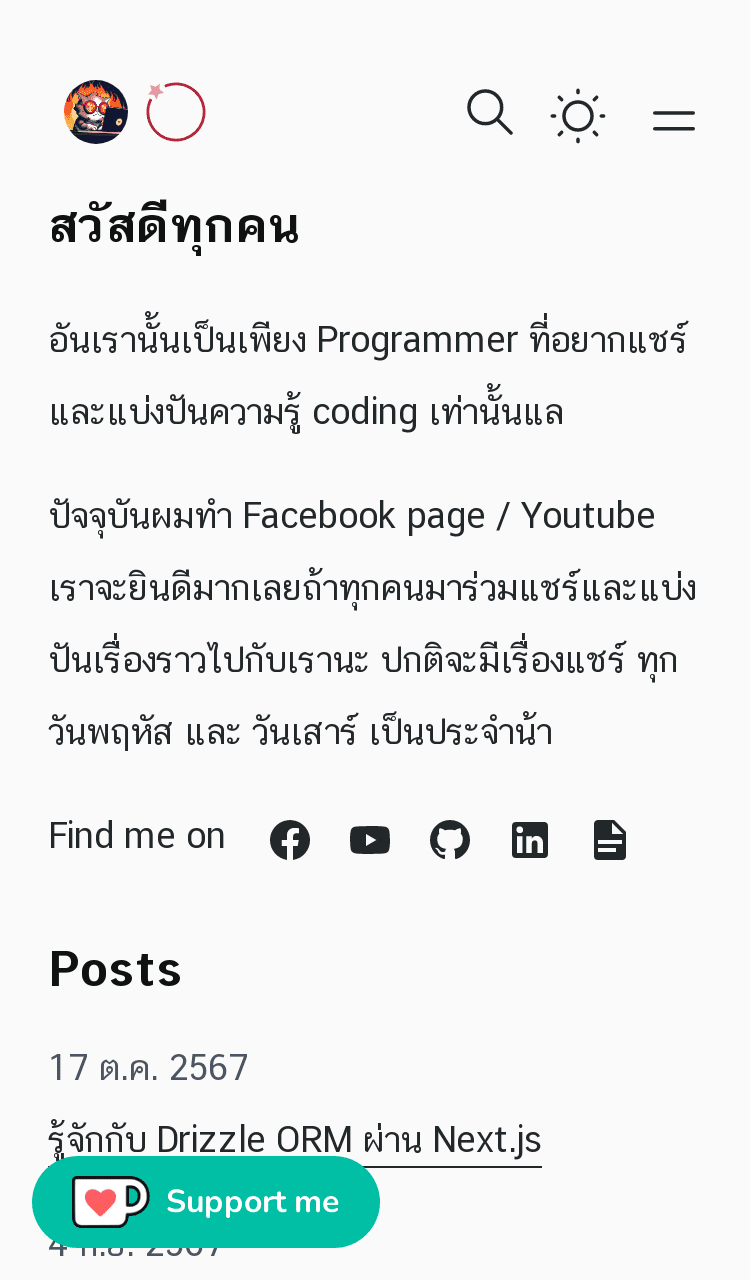 สวัสดีทุกคน
อันเรานั้นเป็นเพียง Programmer ที่อยากแชร์
และแบ่งปันความรู้ coding เท่านั้นแล
ปัจจุบันผมทำ Facebook page / Youtube
เราจะยินดีมากเลยถ้าทุกคนมาร่วมแชร์และแบ่ง
ปันเรื่องราวไปกับเรานะ ปกติจะมีเรื่องแชร์ ทุก
วันพฤหัส และ วันเสาร์ เป็นประจำน้า
Find me on
Posts
17 ต.ค. 2567
รู้จักกับ Drizzle ORM ผ่าน Next.js
Support me